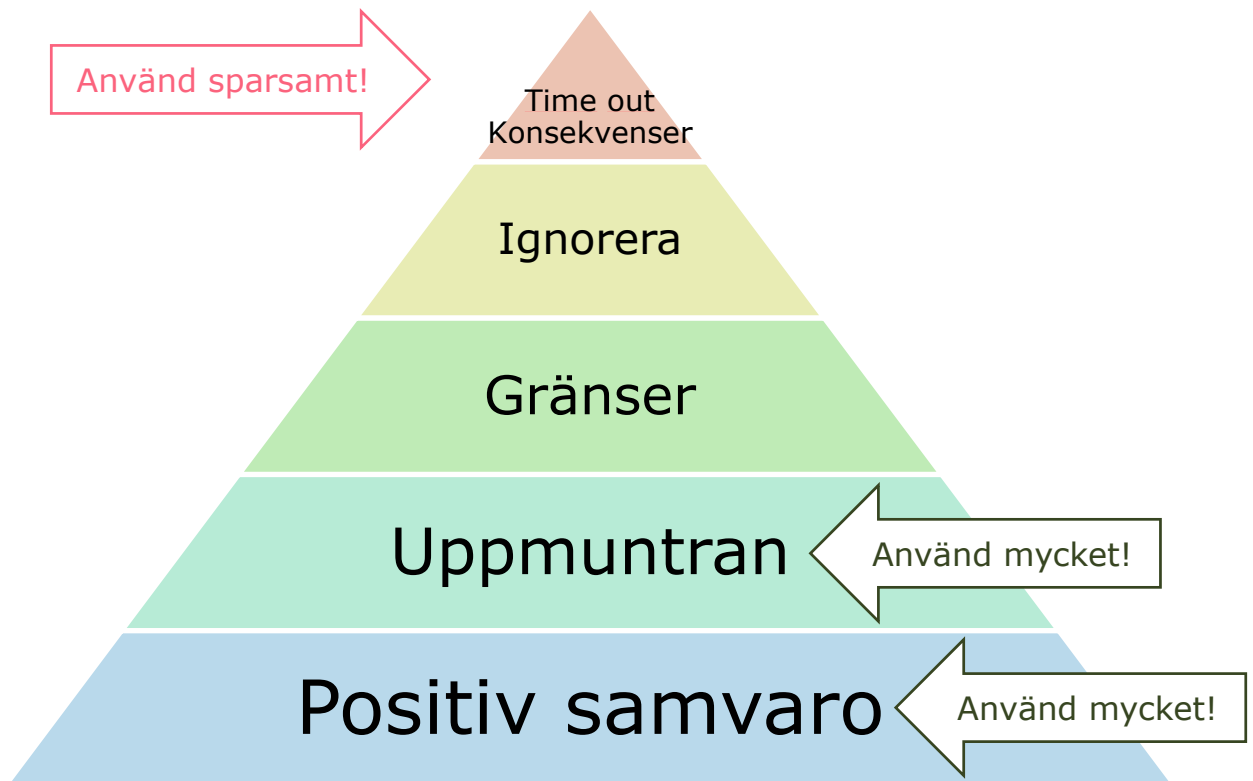 Använd sparsamt!
Time out
Konsekvenser
Ignorera
Gränser
Uppmuntran
Använd mycket!
Positiv samvaro
Använd mycket!